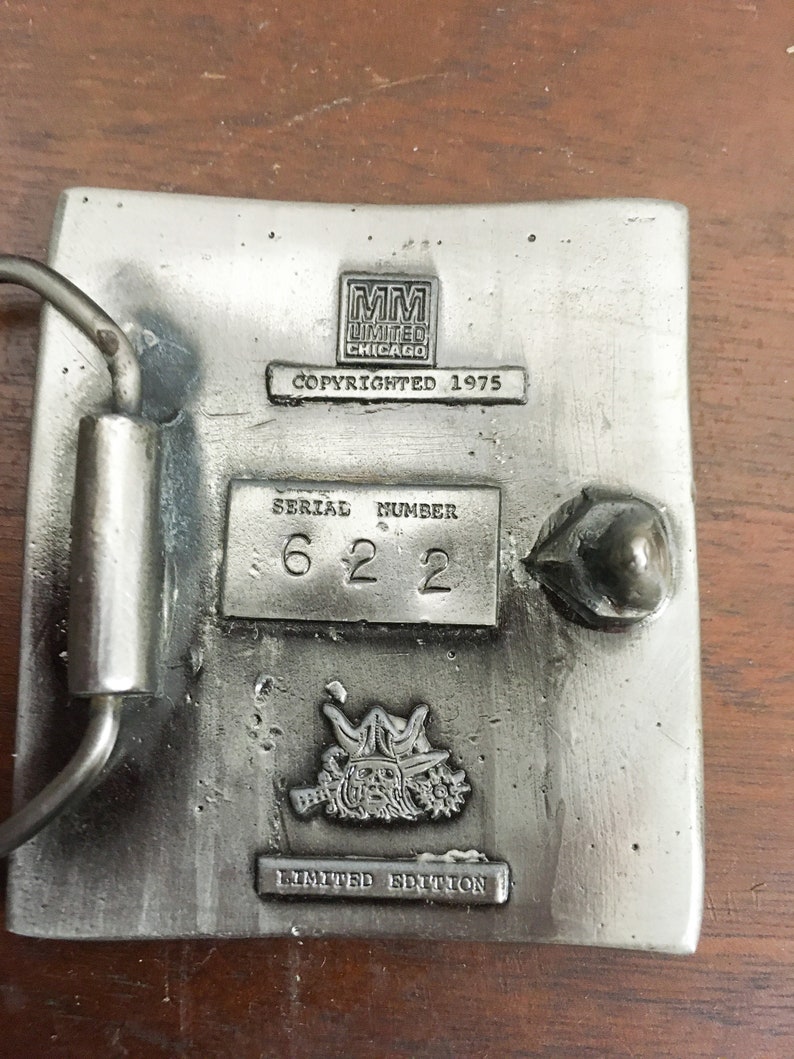 MM
LIMITED
CHICAGO
COPYRIGHTED 1975
SERIAL NUMBER
622
LIMITED EDITION